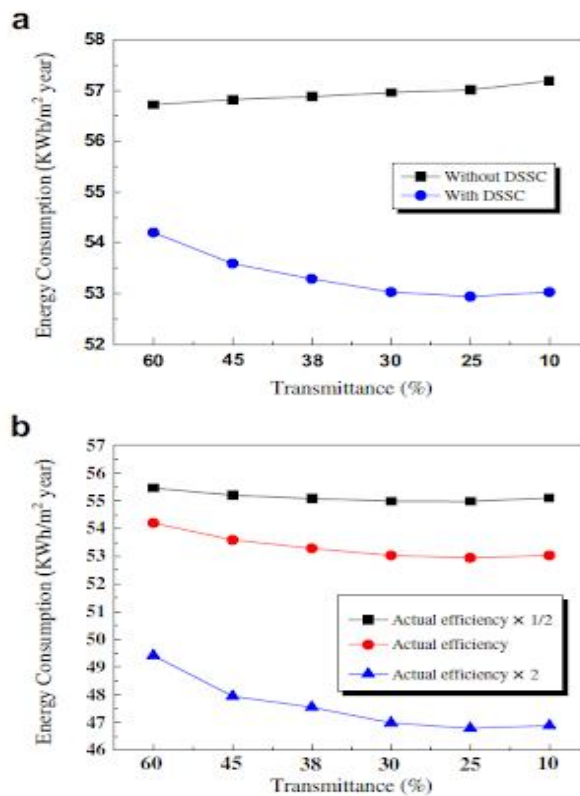 a
Energy Consumption (KWh/m² year)
58
57
56
55
54
53
52
Without DSSC
With DSSC
60 45 38 30 25 10
Transmittance (%)
b
Energy Consumption (KWh/m² year)
57
56
55
54
53
52
51
50
49
48
47
46
Actual efficiency × 1/2
Actual efficiency
Actual efficiency × 2
60 45 38 30 25 10
Transmittance (%)